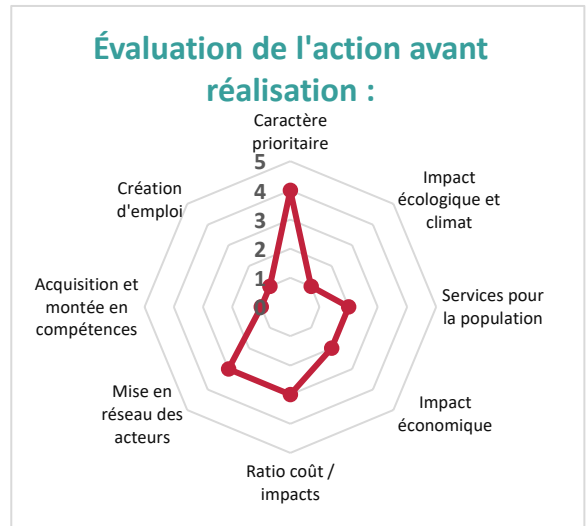 Évaluation de l'action avant
réalisation :
Caractère
prioritaire
Impact
écologique et
climat
Services pour
la population
Impact
économique
Ratio coût /
impacts
Mise en
réseau des
acteurs
Acquisition et
montée en
compétences
Création
d'emploi
5
4
3
2
1
0